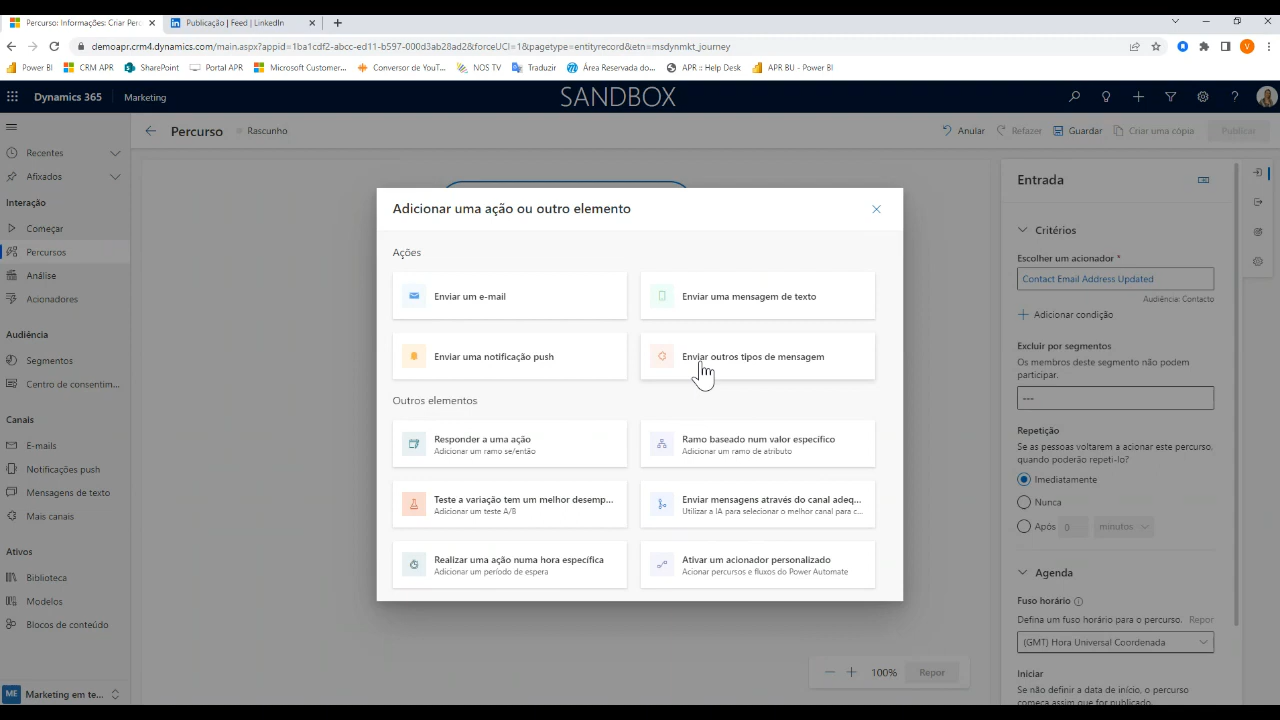 Percurso: Informações: Criar Per
Publicação | Feed | LinkedIn
demoapr.crm4.dynamics.com/main.aspx?appid=1ba1cdf2-abcc-ed11-b597-000d3ab28ad2&forceUCI=1&pagetype=entityrecord&etn=msdynmkt_journey
Power BI
CRM APR
SharePoint
Portal APR
Microsoft Customer...
Conversor de YouT...
NOS TV
Traduzir
Área Reservada do...
APR :: Help Desk
APR BU - Power BI
Dynamics 365
Marketing
SANDBOX
V
Percurso
Rascunho
Anular
Refazer
Guardar
Criar uma cópia
Publicar
Recentes
Afixados
Interação
Começar
Percursos
Análise
Acionadores
Audiência
Segmentos
Centro de consentim...
Canais
E-mails
Notificações push
Mensagens de texto
Mais canais
Ativos
Biblioteca
Modelos
Blocos de conteúdo
ME
Marketing em te...
Adicionar uma ação ou outro elemento
Ações
Enviar um e-mail
Enviar uma mensagem de texto
Enviar uma notificação push
Enviar outros tipos de mensagem
Outros elementos
Responder a uma ação
Adicionar um ramo se/então
Ramo baseado num valor específico
Adicionar um ramo de atributo
Teste a variação tem um melhor desemp...
Adicionar um teste A/B
Enviar mensagens através do canal adeq...
Utilizar a IA para selecionar o melhor canal para c...
Realizar uma ação numa hora específica
Adicionar um período de espera
Ativar um acionador personalizado
Acionar percursos e fluxos do Power Automate
100%
Repor
Entrada
Critérios
Escolher um acionador *
Contact Email Address Updated
Audiência: Contacto
Adicionar condição
Excluir por segmentos
Os membros deste segmento não podem
participar.
---
Repetição
Se as pessoas voltarem a acionar este percurso,
quando poderão repeti-lo?
Imediatamente
Nunca
Após
0
minutos
Agenda
Fuso horário
Defina um fuso horário para o percurso.
Repor
(GMT) Hora Universal Coordenada
Iniciar
Se não definir a data de início, o percurso
começa assim que for publicado.